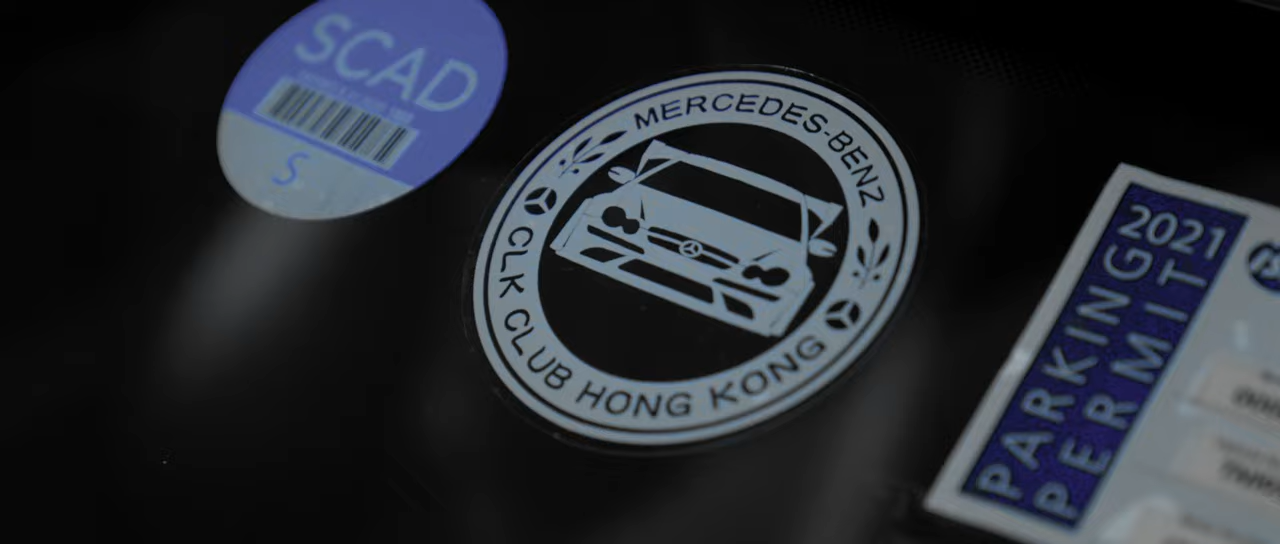 SCAD
S
MERCEDES-BENZ
CLK CLUB HONG KONG
2021
PARKING
PERMIT